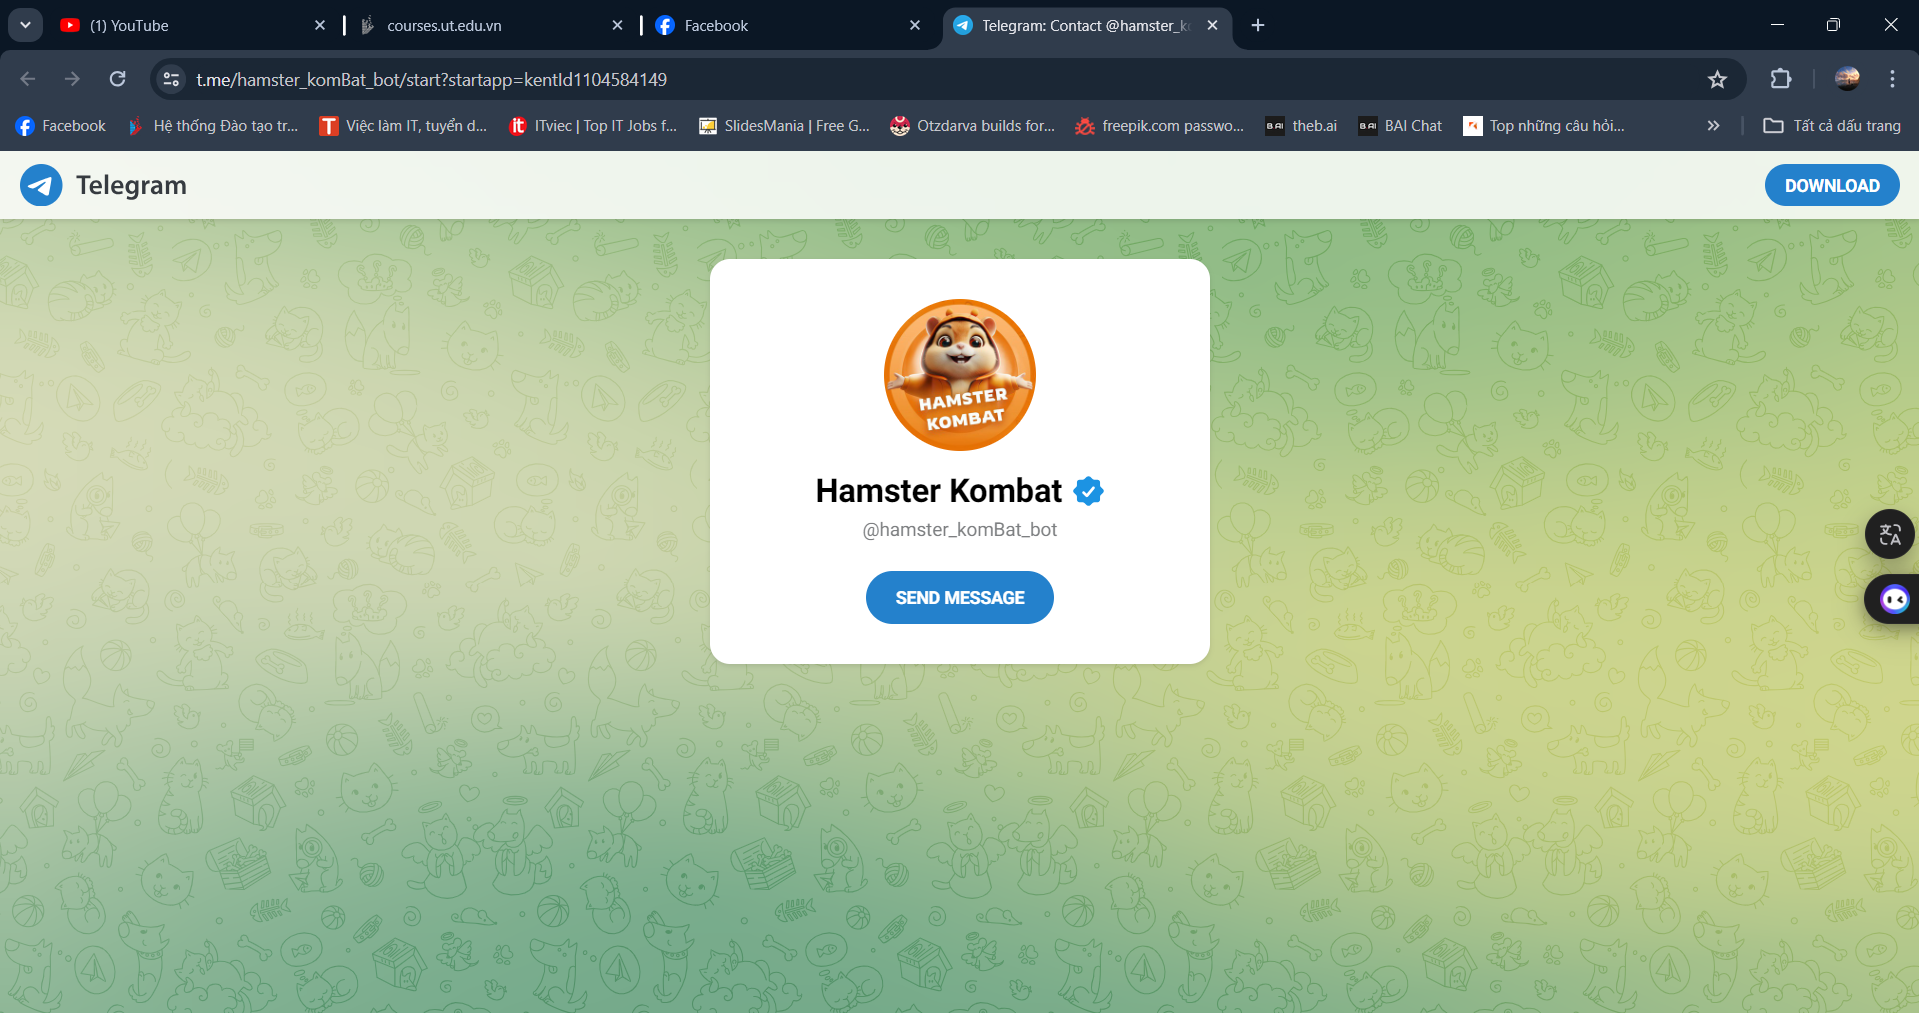 (1) YouTube
courses.ut.edu.vn
Facebook
Telegram: Contact @hamster_k
t.me/hamster_komBat_bot/start?startapp=kentId1104584149
Facebook
Hệ thống Đào tạo tr...
Việc làm IT, tuyển d...
ITviec | Top IT Jobs f...
SlidesMania | Free G...
Otzdarva builds for...
freepik.com passwo...
theb.ai
BAI Chat
Top những câu hỏi...
Tất cả dấu trang
Telegram
DOWNLOAD
HAMSTER
KOMBAT
Hamster Kombat
@hamster_komBat_bot
SEND MESSAGE